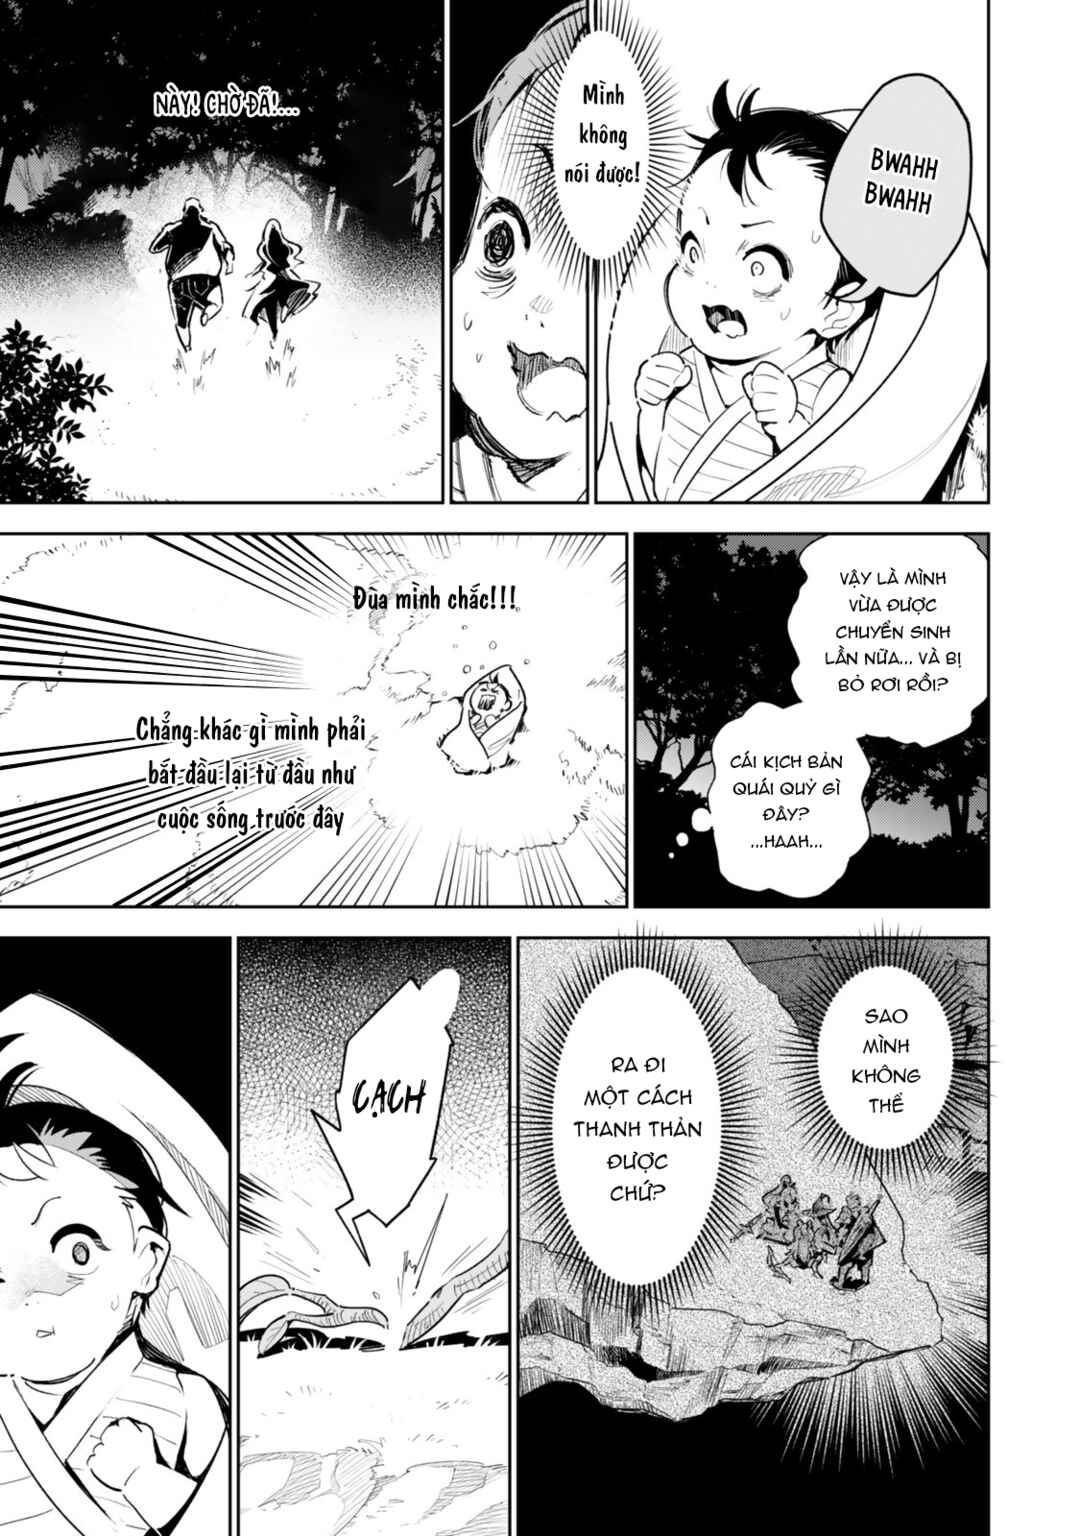 BWAHH
BWAHH
Mình
không
nói được!
NÀY! CHỜ ĐÃ!....
VẬY LÀ MÌNH
VỪA ĐƯỢC
CHUYỂN SINH
LẦN NỮA... VÀ BỊ
BỎ RƠI RỒI?
CÁI KỊCH BẢN
QUÁI QUỶ GÌ
ĐÂY?
...HAAH...
Đùa mình chắc!!!
Chẳng khác gì mình phải
bắt đầu lại từ đầu như
cuộc sống trước đây
SAO
MÌNH
KHÔNG
THỂ
RA ĐI
MỘT CÁCH
THANH THẢN
ĐƯỢC
CHỨ?
CẠCH